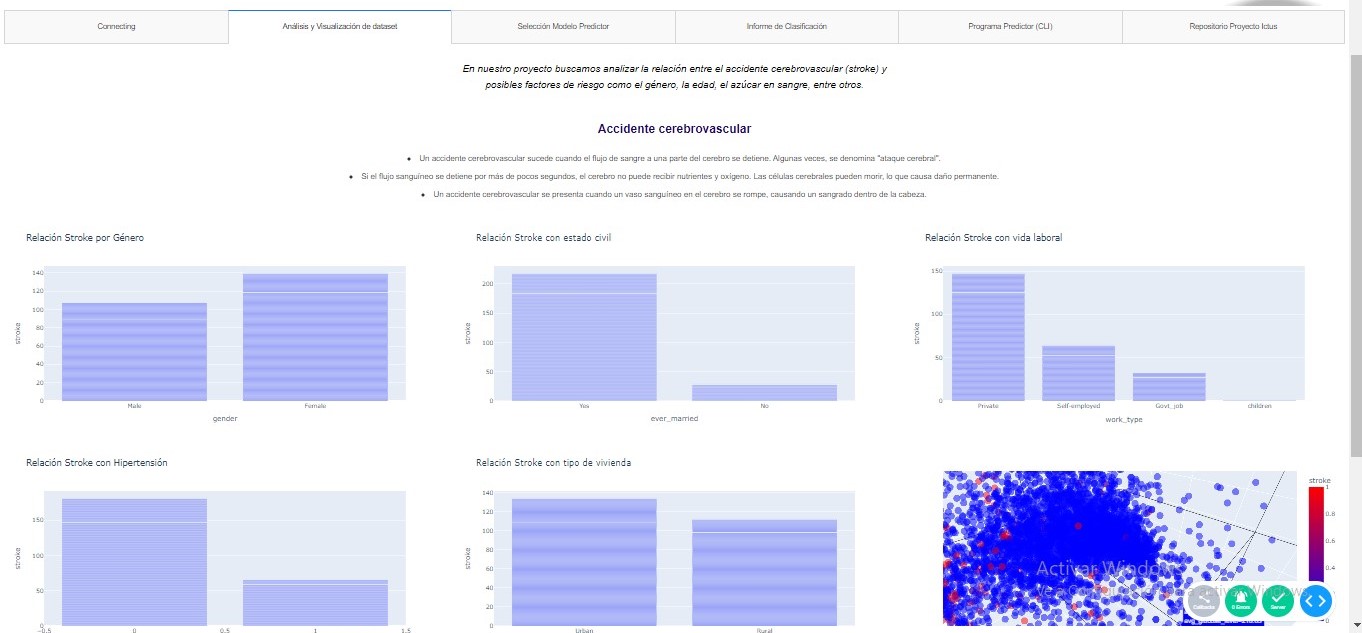 Connecting
Análisis y Visualización de dataset
Selección Modelo Predictor
Informe de Clasificación
Programa Predictor (CLI)
Repositorio Proyecto Ictus
En nuestro proyecto buscamos analizar la relación entre el accidente cerebrovascular (stroke) y
posibles factores de riesgo como el género, la edad, el azúcar en sangre, entre otros.
Accidente cerebrovascular
Un accidente cerebrovascular sucede cuando el flujo de sangre a una parte del cerebro se detiene. Algunas veces, se denomina "ataque cerebral".
Si el flujo sanguíneo se detiene por más de pocos segundos, el cerebro no puede recibir nutrientes y oxígeno. Las células cerebrales pueden morir, lo que causa daño permanente.
Un accidente cerebrovascular se presenta cuando un vaso sanguíneo en el cerebro se rompe, causando un sangrado dentro de la cabeza.
Relación Stroke por Género
stroke
140
120
100
80
60
40
20
0
Male
Female
gender
Relación Stroke con estado civil
stroke
200
150
100
50
0
Yes
No
ever_married
Relación Stroke con vida laboral
stroke
150
100
50
0
Private
Self-employed
Govt_job
children
work_type
Relación Stroke con Hipertensión
stroke
150
100
50
0
−0.5
0
0.5
1
1.5
Relación Stroke con tipo de vivienda
stroke
140
120
100
80
60
40
20
0
Urban
Rural
stroke
1
0.8
0.6
0.4
0
Activar Windows
Callbacks
0 Errors
Server